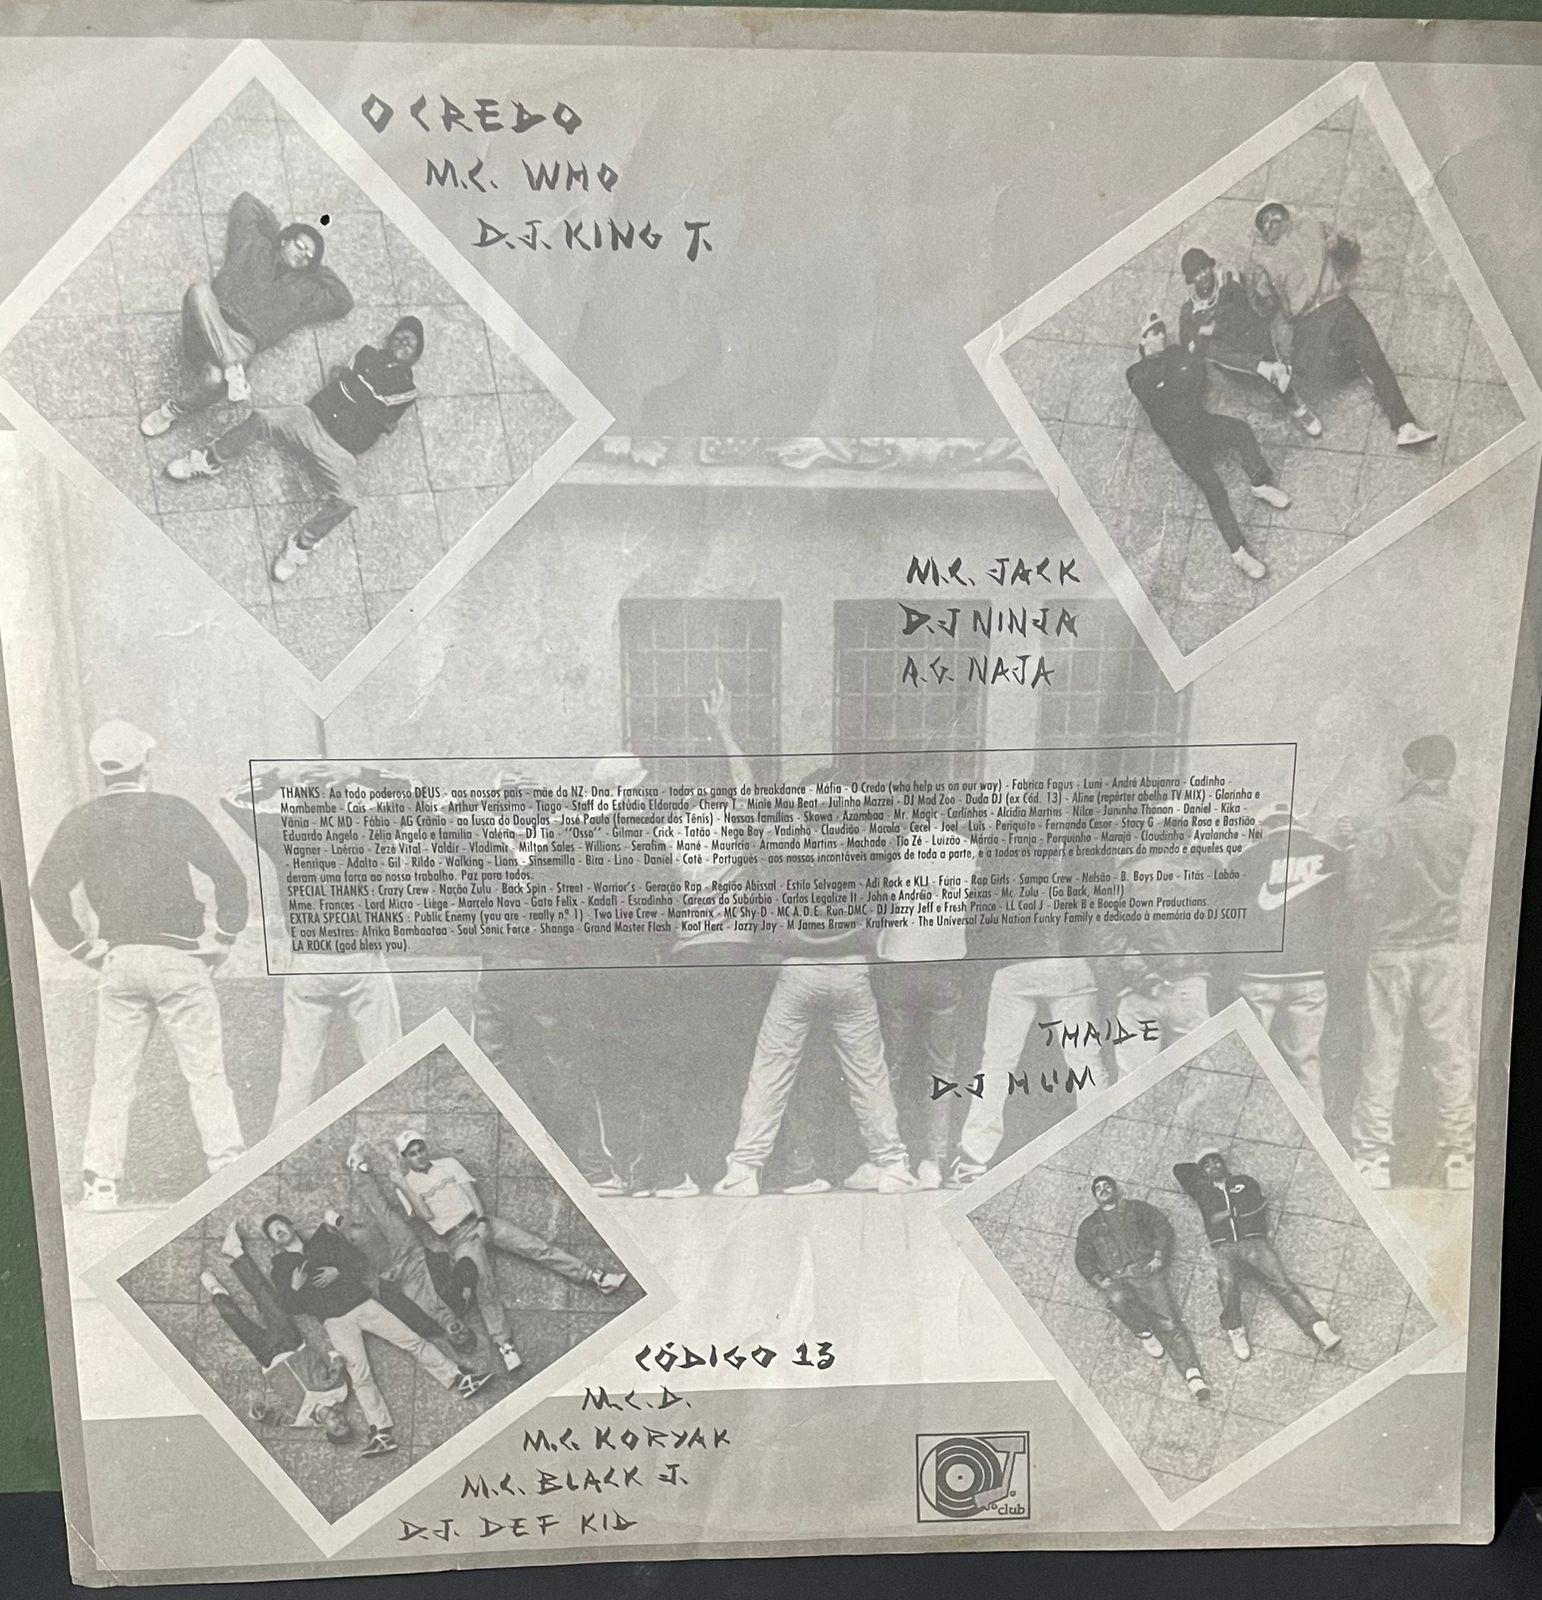 O CREDO
M.C. WHO
D.J. KING T.
M.C. JACK
D.J NINJA
A.G. NAJA
THANKS: Ao todo poderoso DEUS - aos nossos pais - mãe da NZ: Dna. Francisca - todas as gangs de breakdance - Máfia - O Credo (who help us on our way) - Fabrica Fagus - Luni - André Abujanra - Cadinho -
Mambembe - Cais - Kikito - Alois - Arthur Veríssimo - Tiago - Staff do Estúdio Eldorado - Cherry T - Minie Mau Beat - Julinho Mazzei - DJ Mad Zoo - Duda DJ (ex Cód. 13) - Aline (repórter abelha TV MIX) - Glorinha e
Vânia - MC MD - Fábio - AG Crânio - ao fusca do Douglas - José Paulo (fornecedor dos Tênis) - Nossas famílias - Skowa - Azambaa - Mr. Magic - Carlinhos - Alcidia Martins - Nilce - Juninho Thonon - Daniel - Kika -
Eduardo Angelo - Zélia Angelo e família - Valéria - DJ Tio - "Osso" - Gilmar - Crick - Tatão - Nego Boy - Vadinho - Claudião - Macola - Cecel - Joel - Luís - Periquito - Fernando Cesar - Stacy G - Maria Rosa e Bastião -
Wagner - Laércio - Zezé Vital - Valdir - Vladimir - Milton Sales - Willians - Serafim - Mané - Maurício - Armando Martins - Machado - Tio Zé - Luizão - Márcio - Franja - Porquinho - Marajá - Claudinho - Avalanche - Nei
- Henrique - Adalto - Gil - Rildo - Walking - Lions - Sinsemilla - Bira - Lino - Daniel - Catê - Português - aos nossos incontáveis amigos de toda a parte, e a todos os rappers e breakdancers do mundo e aqueles que
deram uma força ao nosso trabalho. Paz para todos.
SPECIAL THANKS: Crazy Crew - Nação Zulu - Back Spin - Street - Warrior's - Geração Rap - Região Abissal - Estilo Selvagem - Adi Rock e KLJ - Fúria - Rap Girls - Sampa Crew - Nelsão - B. Boys Due - Titãs - Lobão -
Mme. Frances - Lord Micro - Liége - Marcelo Nova - Gato Felix - Kadafi - Escadinha - Carecas do Subúrbio - Carlos Legalize It - John e Andréia - Raul Seixas - Mc. Zulu - (Go Back, Man!!)
EXTRA SPECIAL THANKS: Public Enemy (you are - really nº 1) - Two Live Crew - Mantronix - MC Shy-D - MC A.D.E. Run-DMC - DJ Jazzy Jeff e Fresh Prince - LL Cool J - Derek B e Boogie Down Productions.
E aos Mestres: Afrika Bambaataa - Soul Sonic Force - Shango - Grand Master Flash - Kool Herc - Jazzy Jay - M James Brown - Kraftwerk - The Universal Zulu Nation Funky Family e dedicado à memória do DJ SCOTT
LA ROCK (god bless you).
NIKE
THAIDE
D.J HUM
CÓDIGO 13
M.C.D.
M.C. KORYAK
M.C. BLACK J.
D.J. DEF KID
club